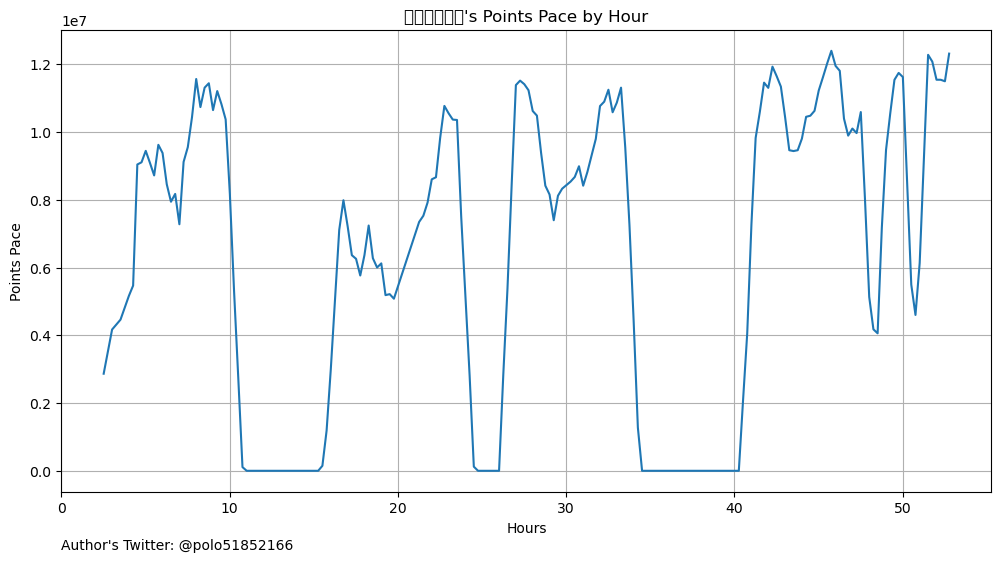 □□□□□□'s Points Pace by Hour
1e7
1.2
1.0
0.8
0.6
0.4
0.2
0.0
Points Pace
0
10
20
30
40
50
Hours
Author's Twitter: @polo51852166